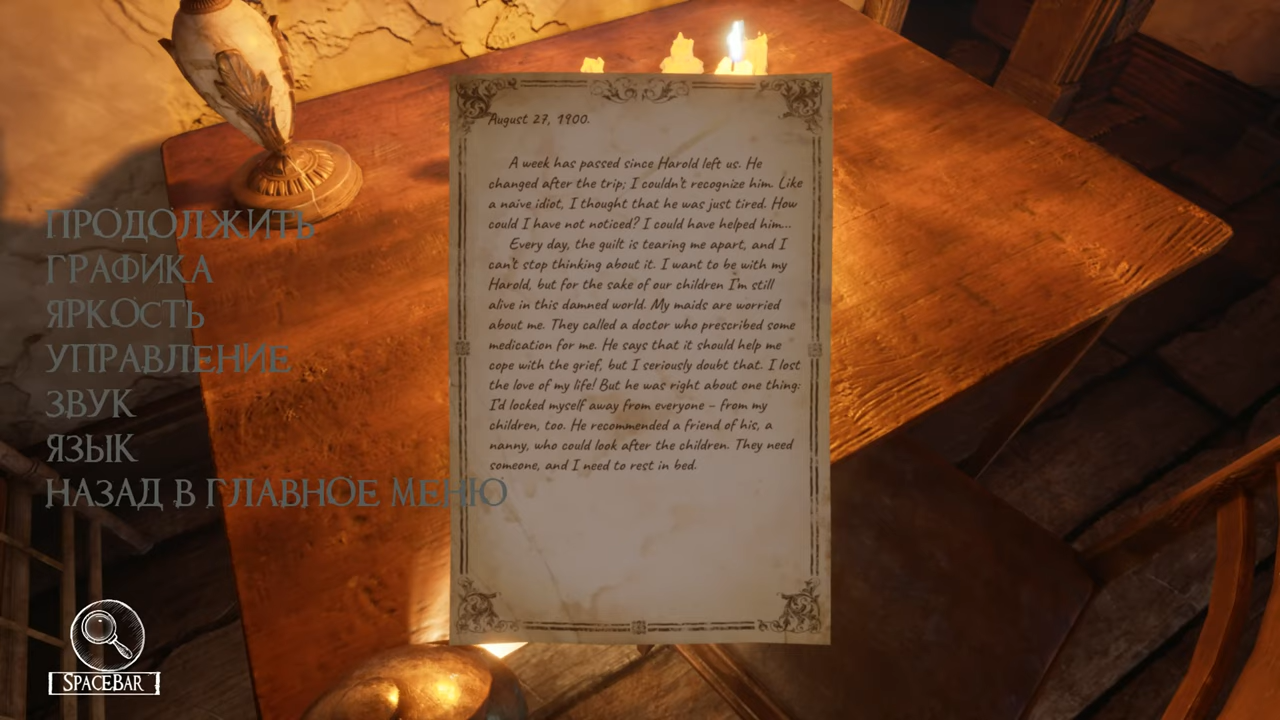 August 27, 1900.
A week has passed since Harold left us. He
changed after the trip; I couldn't recognize him. Like
a naive idiot, I thought that he was just tired. How
could I have not noticed? I could have helped him...
Every day, the guilt is tearing me apart, and I
can't stop thinking about it. I want to be with my
Harold, but for the sake of our children I'm still
alive in this damned world. My maids are worried
about me. They called a doctor who prescribed some
medication for me. He says that it should help me
cope with the grief, but I seriously doubt that. I lost
the love of my life! But he was right about one thing:
I'd locked myself away from everyone – from my
children, too. He recommended a friend of his, a
nanny, who could look after the children. They need
someone, and I need to rest in bed.
ПРОДОЛЖИТЬ
ГРАФИКА
ЯРКОСТЬ
УПРАВЛЕНИЕ
ЗВУК
ЯЗЫК
НАЗАД В ГЛАВНОЕ МЕНЮ
SPACEBAR